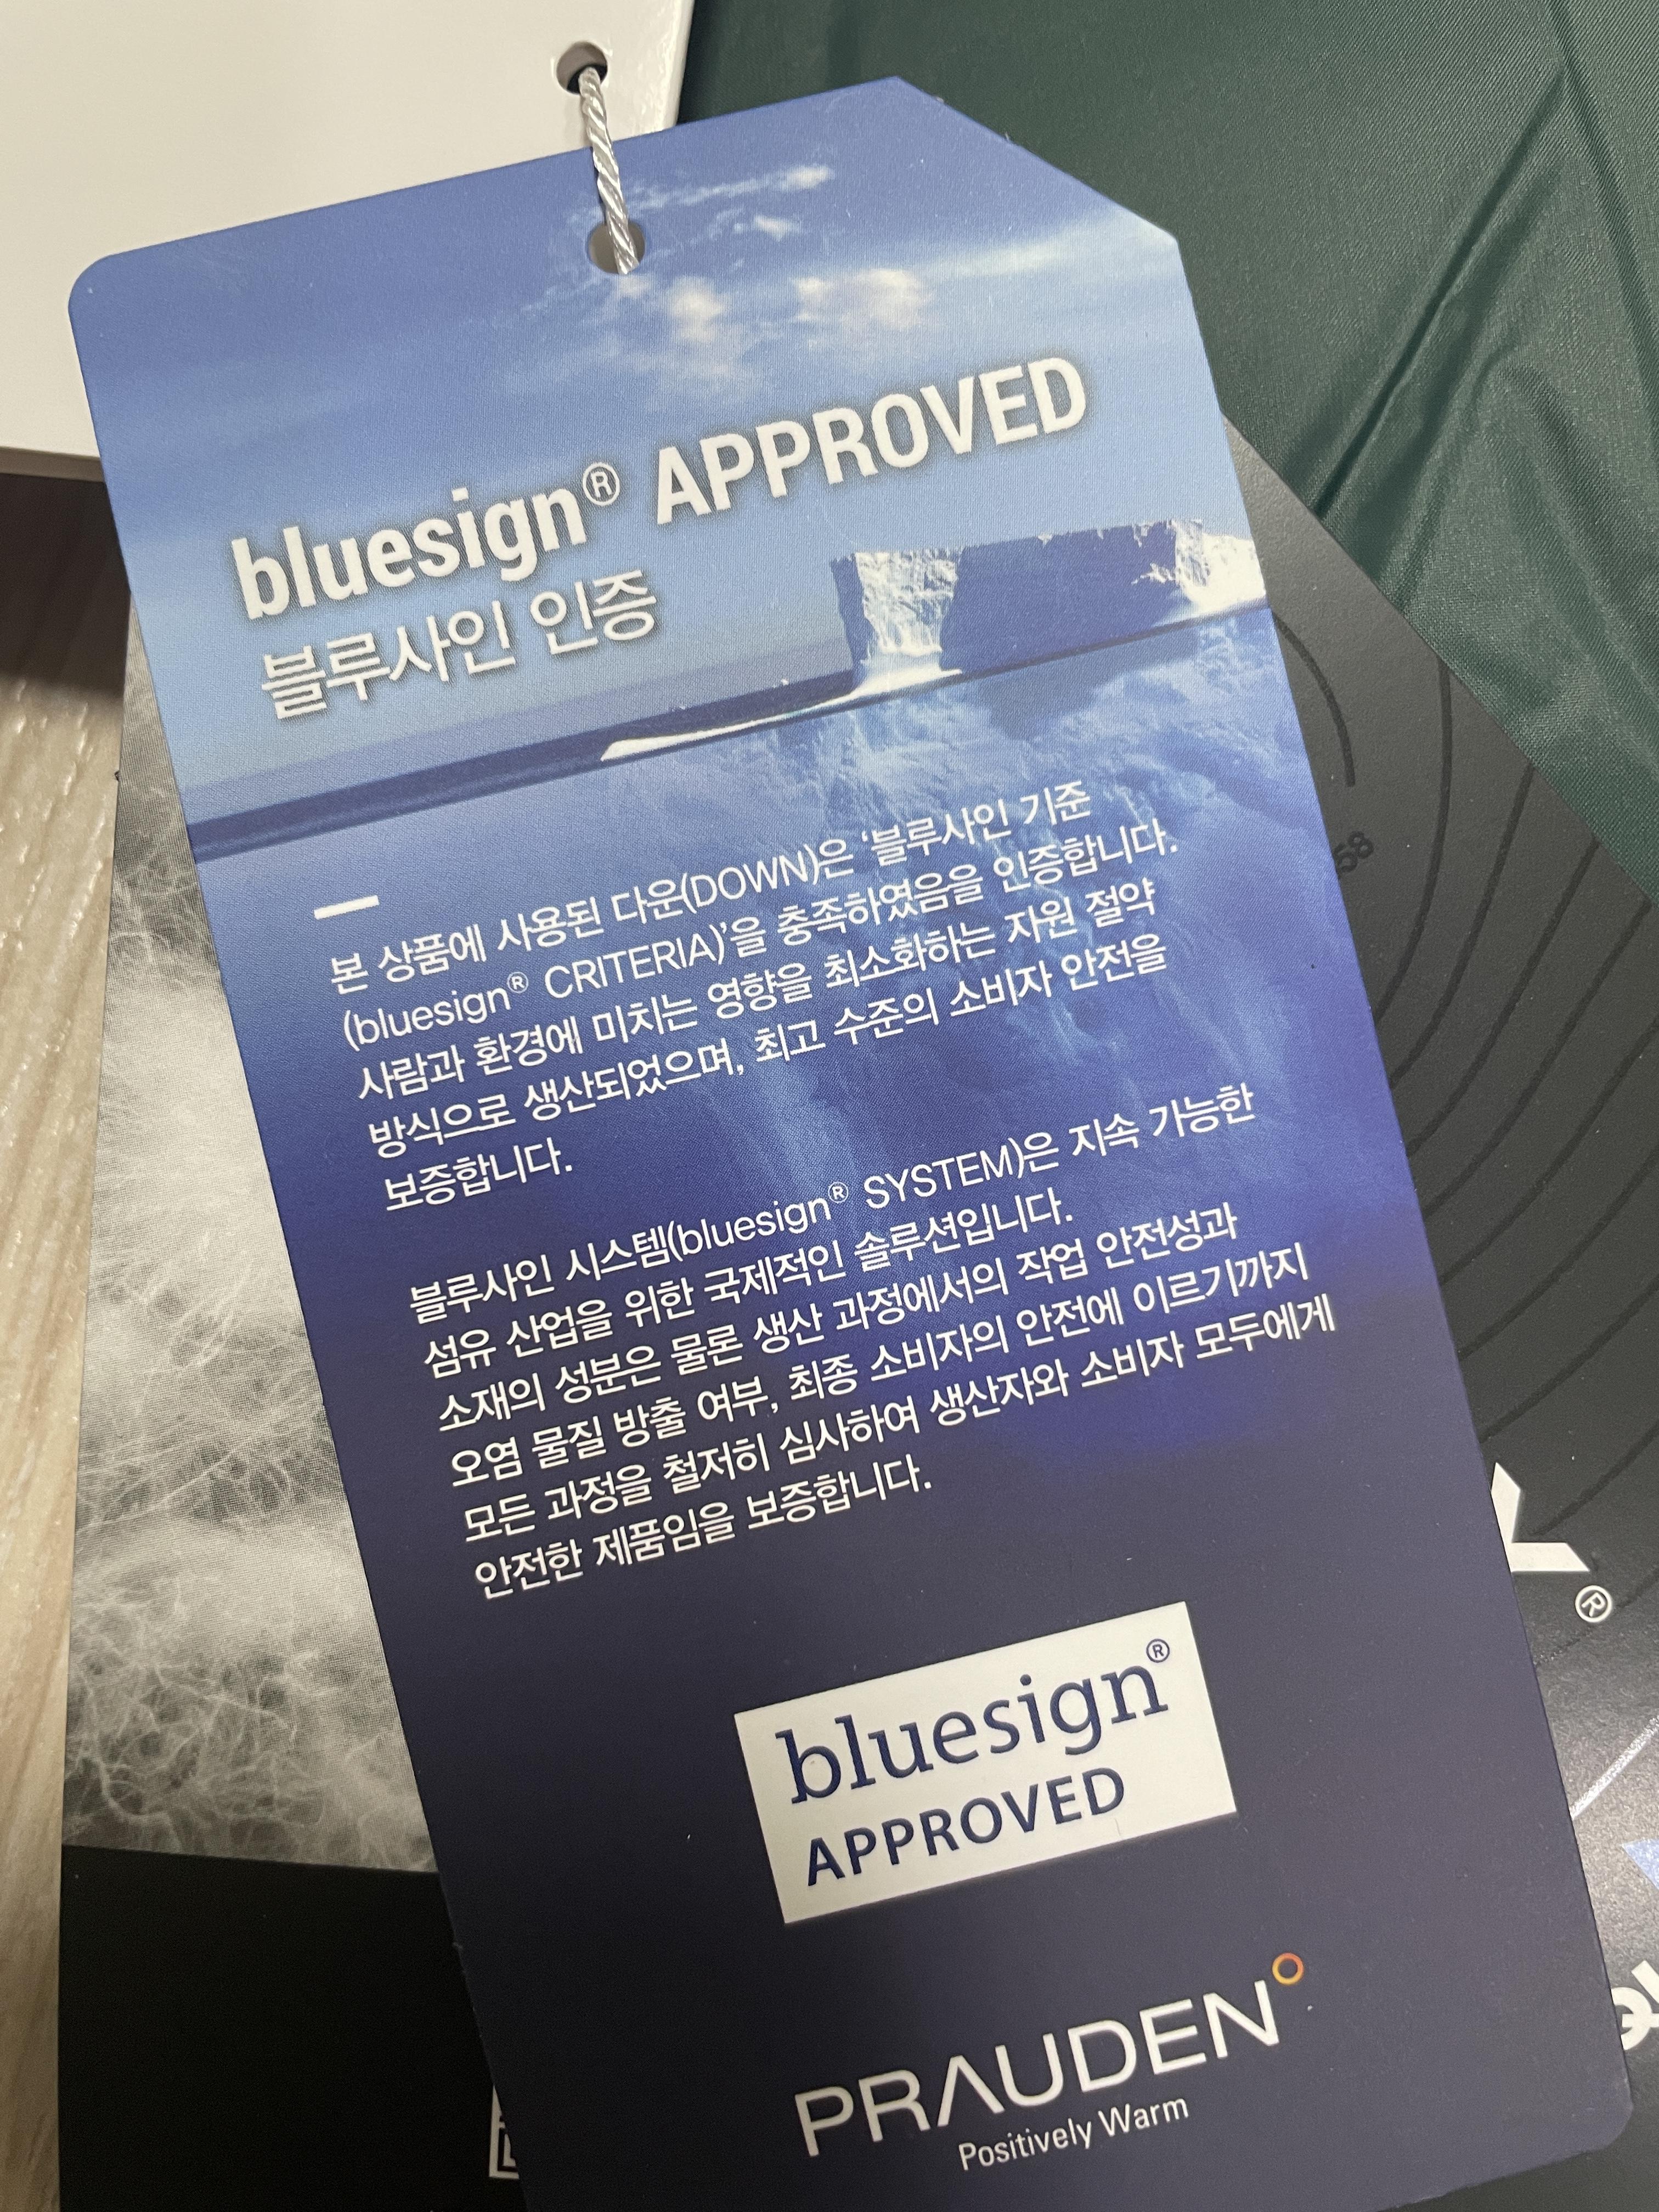 bluesign® APPROVED
블루사인 인증
본 상품에 사용된 다운(DOWN)은 ‘블루사인 기준
(bluesign® CRITERIA)’을 충족하였음을 인증합니다.
사람과 환경에 미치는 영향을 최소화하는 자원 절약
방식으로 생산되었으며, 최고 수준의 소비자 안전을
보증합니다.
블루사인 시스템(bluesign® SYSTEM)은 지속 가능한
섬유 산업을 위한 국제적인 솔루션입니다.
소재의 성분은 물론 생산 과정에서의 작업 안전성과
오염 물질 방출 여부, 최종 소비자의 안전에 이르기까지
모든 과정을 철저히 심사하여 생산자와 소비자 모두에게
안전한 제품임을 보증합니다.
bluesign®
APPROVED
PRAUDEN
Positively Warm